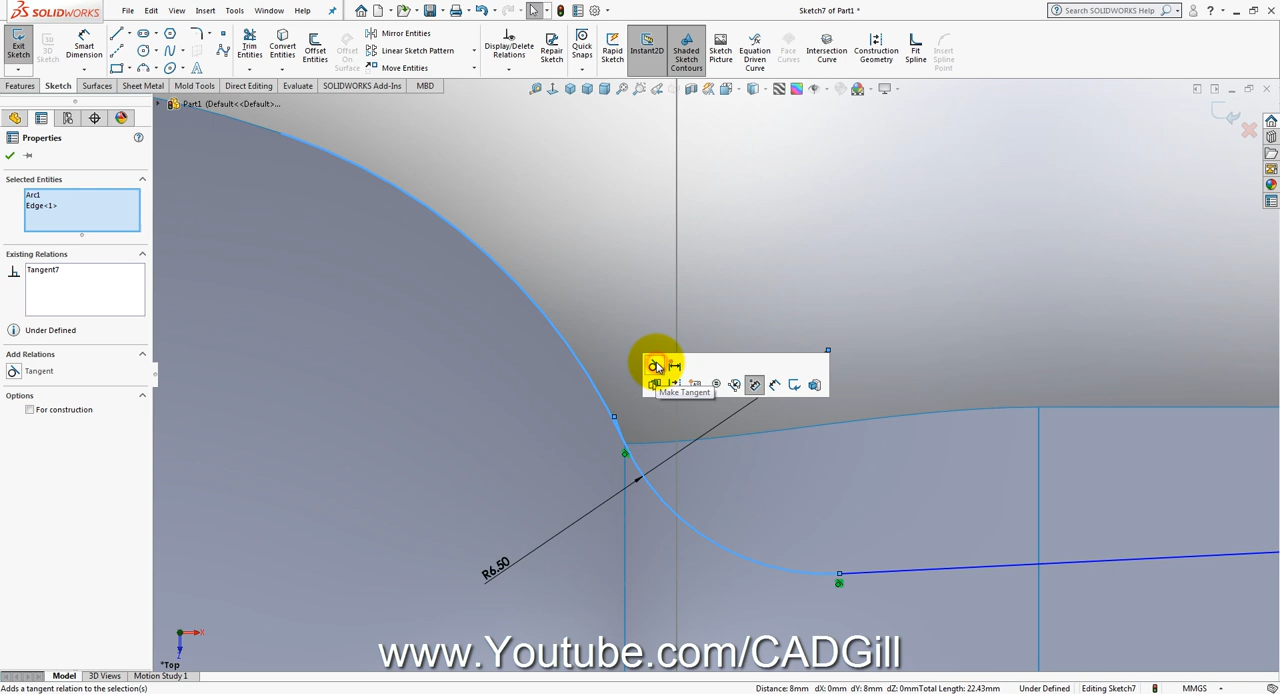 SOLIDWORKS
File Edit View Insert Tools Window Help
Sketch7 of Part1 *
Search SOLIDWORKS Help
Exit Sketch
Smart Dimension
Trim Entities
Convert Entities
Offset Entities
Offset On Surface
Mirror Entities
Linear Sketch Pattern
Move Entities
Display/Delete Relations
Repair Sketch
Quick Snaps
Rapid Sketch
Instant2D
Shaded Sketch Contours
Sketch Picture
Equation Driven Curve
Face Curves
Intersection Curve
Construction Geometry
Fit Spline
Insert Spline Point
Features Sketch Surfaces Sheet Metal Mold Tools Direct Editing Evaluate SOLIDWORKS Add-Ins MBD
Part1 (Default<<Default>...
Properties
Selected Entities
Arc1
Edge<1>
Existing Relations
Tangent7
Under Defined
Add Relations
Tangent
Options
For construction
Make Tangent
R6.50
*Top
www.Youtube.com/CADGill
Model 3D Views Motion Study 1
Adds a tangent relation to the selection(s)
Distance: 8mm dX: 0mm dY: 8mm dZ: 0mmTotal Length: 22.43mm Under Defined Editing Sketch7 MMGS